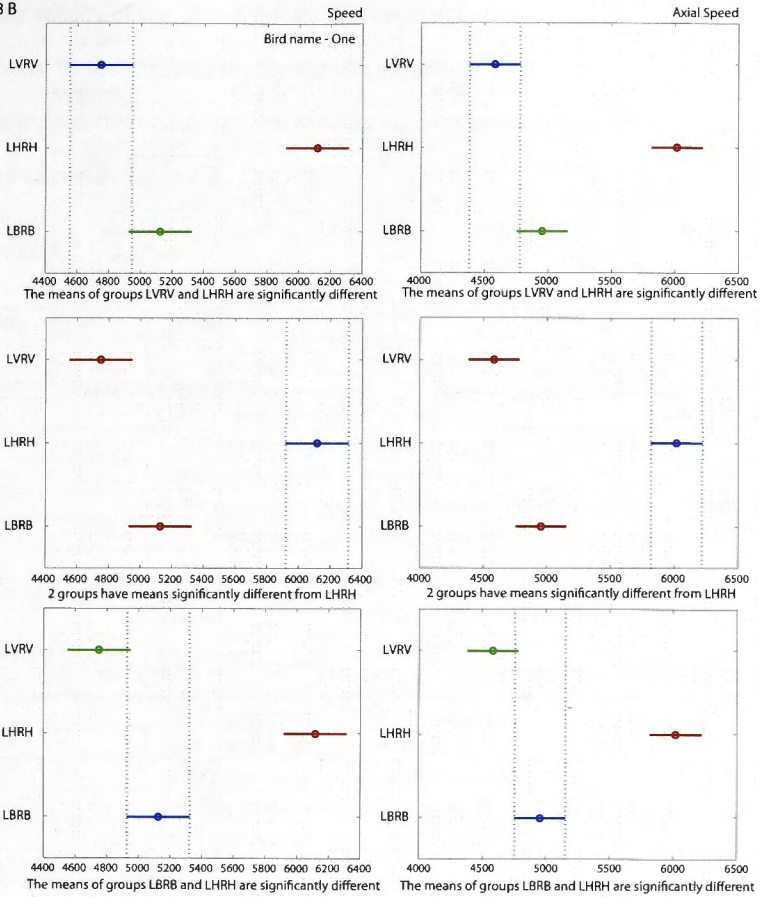 B B
Speed
Axial Speed
Bird name - One
LVRV
LHRH
LBRB
4400 4600 4800 5000 5200 5400 5600 5800 6000 6200 6400
The means of groups LVRV and LHRH are significantly different
LVRV
LHRH
LBRB
4000 4500 5000 5500 6000 6500
The means of groups LVRV and LHRH are significantly different
LVRV
LHRH
LBRB
4400 4600 4800 5000 5200 5400 5600 5800 6000 6200 6400
2 groups have means significantly different from LHRH
LVRV
LHRH
LBRB
4000 4500 5000 5500 6000 6500
2 groups have means significantly different from LHRH
LVRV
LHRH
LBRB
4400 4600 4800 5000 5200 5400 5600 5800 6000 6200 6400
The means of groups LBRB and LHRH are significantly different
LVRV
LHRH
LBRB
4000 4500 5000 5500 6000 6500
The means of groups LBRB and LHRH are significantly different